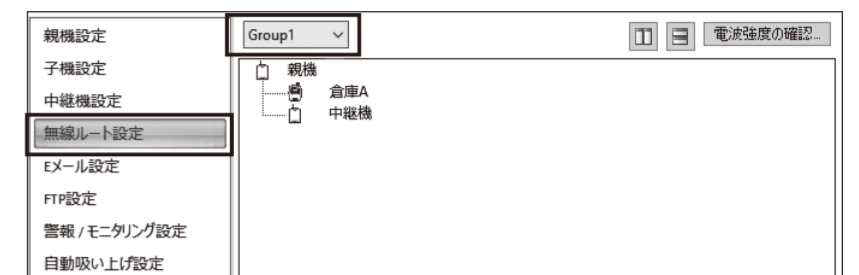 親機設定
子機設定
中継機設定
無線ルート設定
Eメール設定
FTP設定
警報 / モニタリング設定
自動吸い上げ設定
Group1
電波強度の確認...
親機
倉庫A
中継機